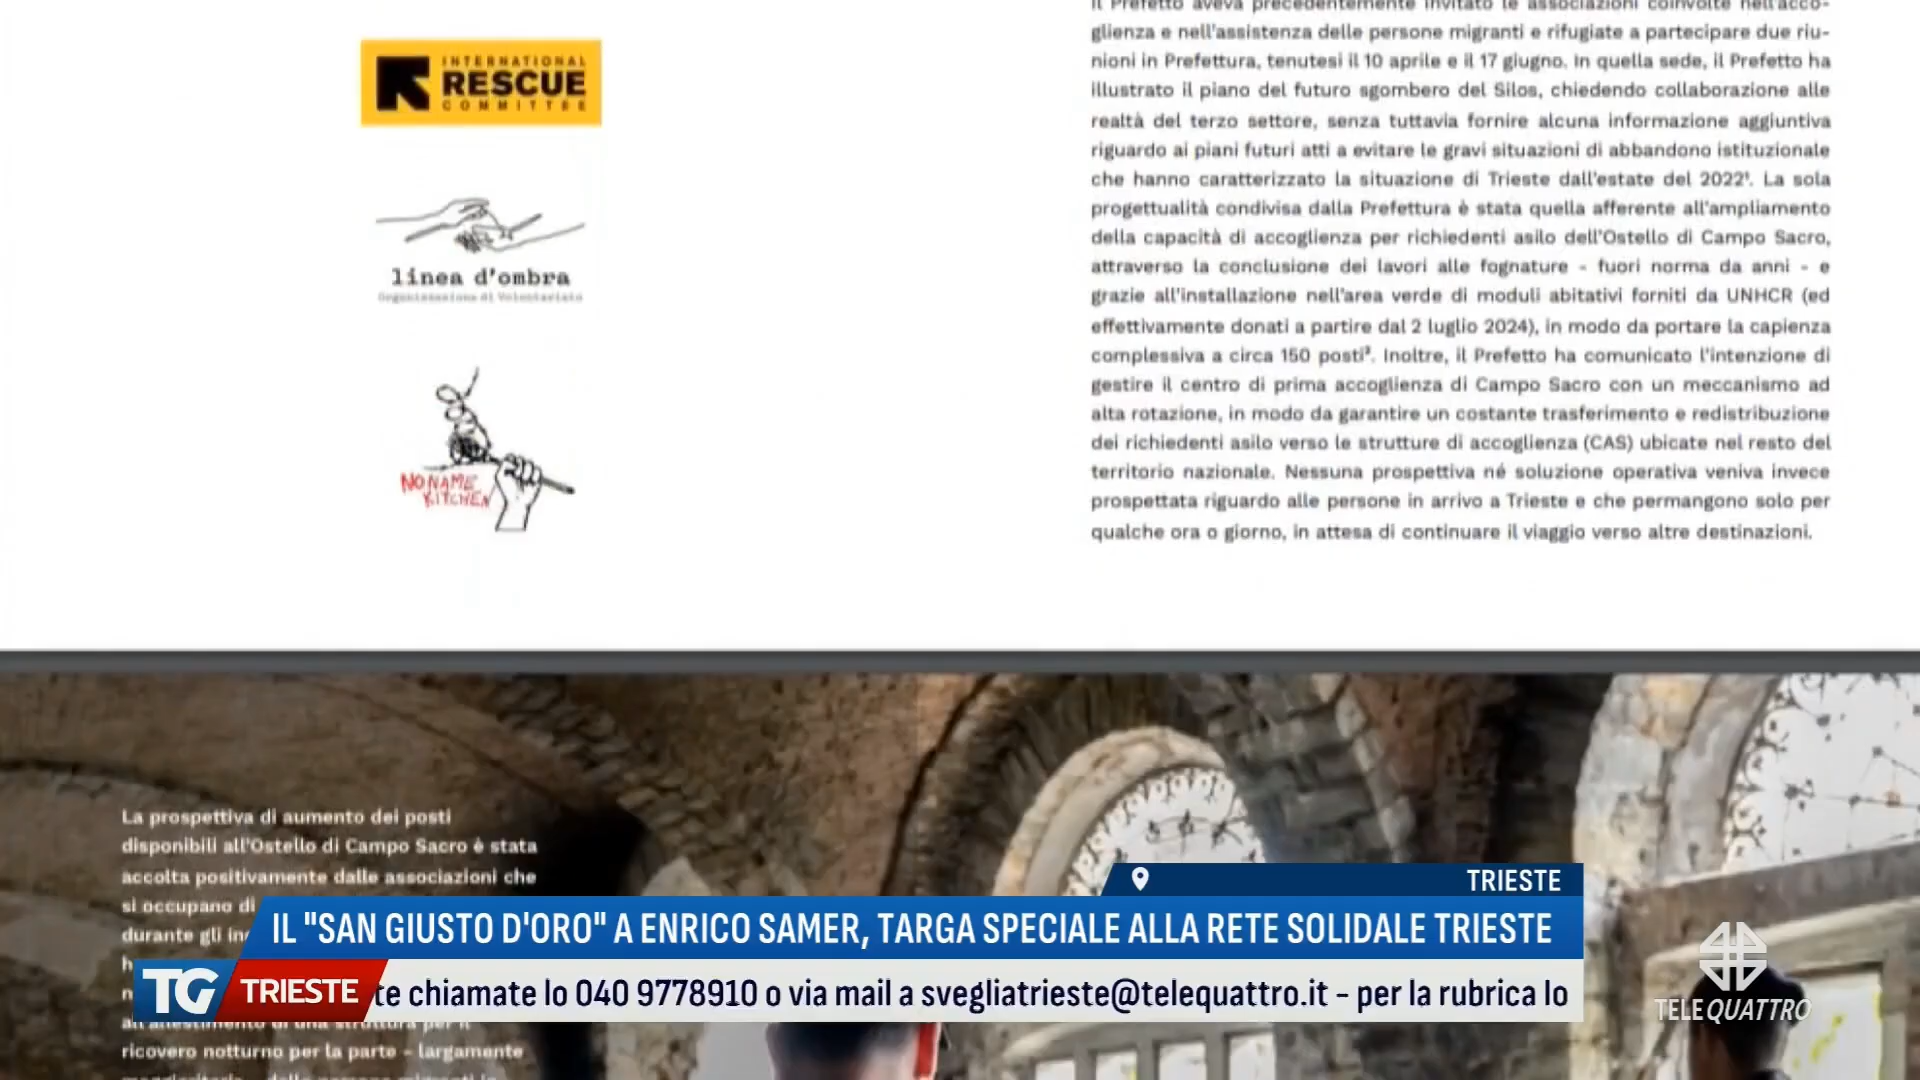 INTERNATIONAL
RESCUE
COMMITTEE
linea d'ombra
Organizzazione di Volontariato
NO NAME
KITCHEN
Il Prefetto aveva precedentemente invitato le associazioni coinvolte nell'acco-
glienza e nell'assistenza delle persone migranti e rifugiate a partecipare due riu-
nioni in Prefettura, tenutesi il 10 aprile e il 17 giugno. In quella sede, il Prefetto ha
illustrato il piano del futuro sgombero del Silos, chiedendo collaborazione alle
realtà del terzo settore, senza tuttavia fornire alcuna informazione aggiuntiva
riguardo ai piani futuri atti a evitare le gravi situazioni di abbandono istituzionale
che hanno caratterizzato la situazione di Trieste dall'estate del 2022¹. La sola
progettualità condivisa dalla Prefettura è stata quella afferente all'ampliamento
della capacità di accoglienza per richiedenti asilo dell'Ostello di Campo Sacro,
attraverso la conclusione dei lavori alle fognature - fuori norma da anni - e
grazie all'installazione nell'area verde di moduli abitativi forniti da UNHCR (ed
effettivamente donati a partire dal 2 luglio 2024), in modo da portare la capienza
complessiva a circa 150 posti². Inoltre, il Prefetto ha comunicato l'intenzione di
gestire il centro di prima accoglienza di Campo Sacro con un meccanismo ad
alta rotazione, in modo da garantire un costante trasferimento e redistribuzione
dei richiedenti asilo verso le strutture di accoglienza (CAS) ubicate nel resto del
territorio nazionale. Nessuna prospettiva né soluzione operativa veniva invece
prospettata riguardo alle persone in arrivo a Trieste e che permangono solo per
qualche ora o giorno, in attesa di continuare il viaggio verso altre destinazioni.
La prospettiva di aumento dei posti
disponibili all'Ostello di Campo Sacro è stata
accolta positivamente dalle associazioni che
si occupano di
durante gli
ricovero notturno per la parte - largamente
TRIESTE
IL "SAN GIUSTO D'ORO" A ENRICO SAMER, TARGA SPECIALE ALLA RETE SOLIDALE TRIESTE
TG TRIESTE
te chiamate lo 040 9778910 o via mail a svegliatrieste@telequattro.it - per la rubrica lo
TELEQUATTRO